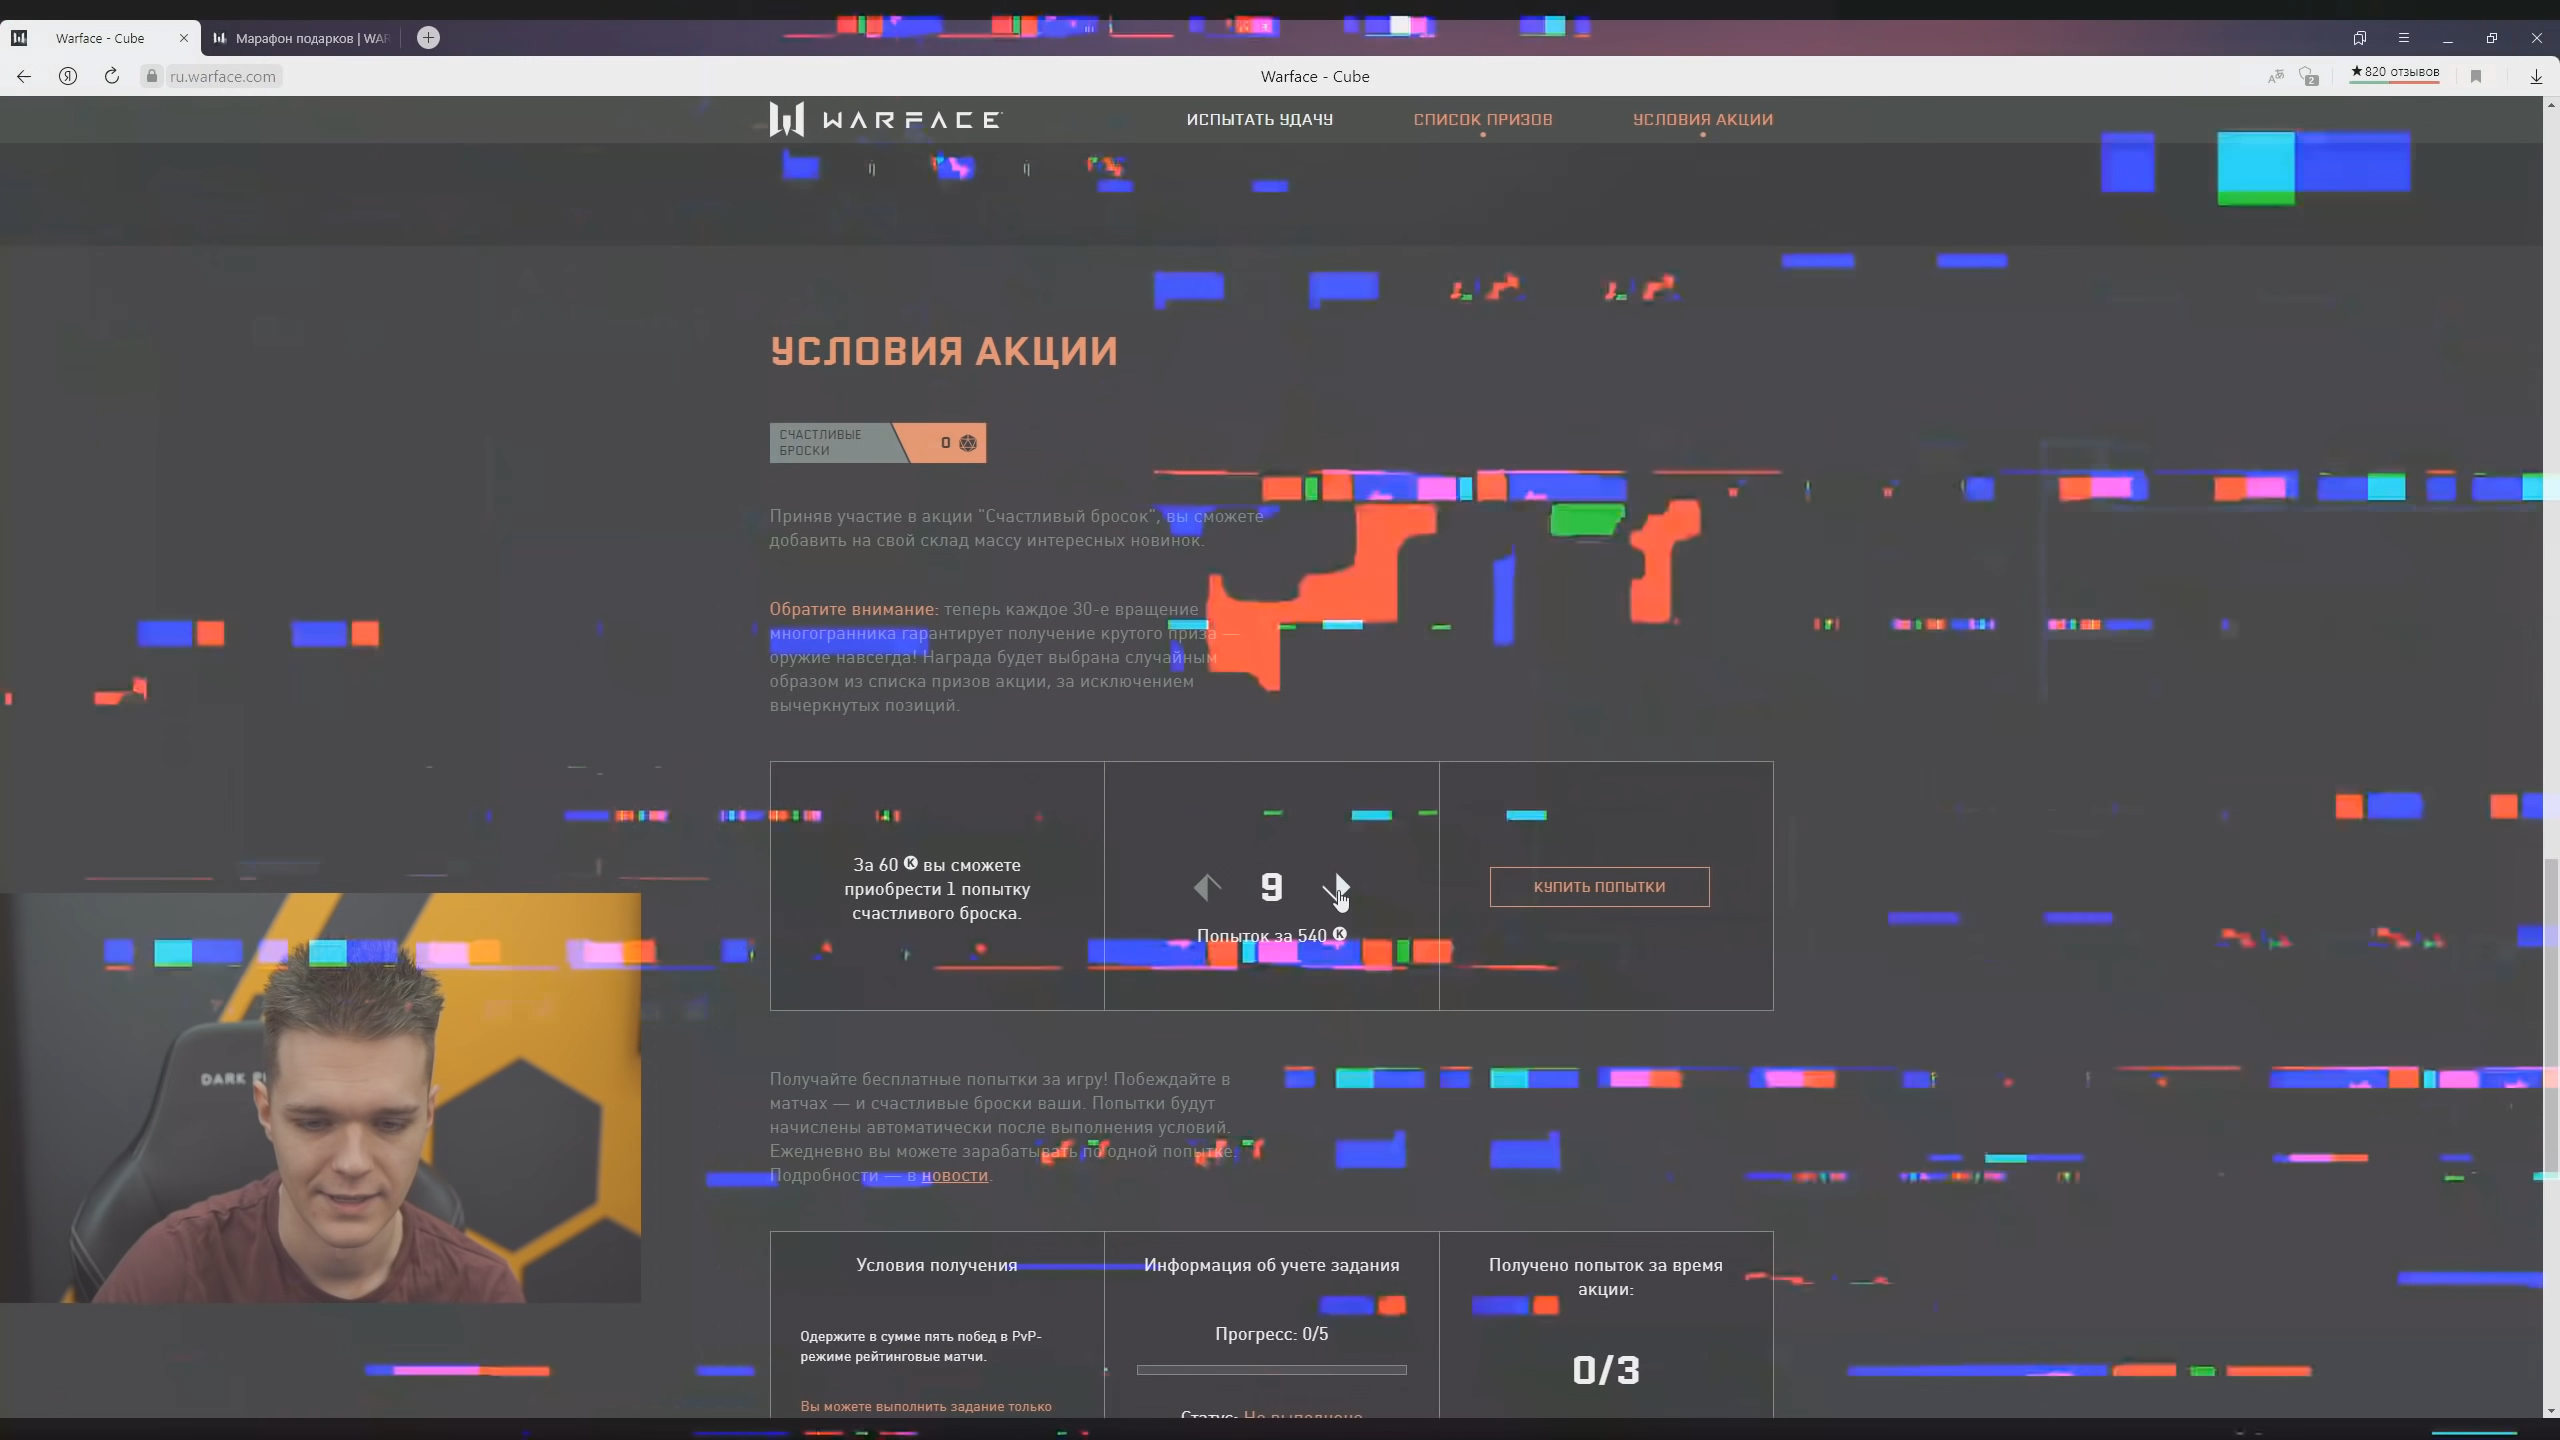 Warface - Cube
Марафон подарков | WAR
ru.warface.com
Warface - Cube
820 отзывов
2
WARFACE
ИСПЫТАТЬ УДАЧУ
СПИСОК ПРИЗОВ
УСЛОВИЯ АКЦИИ
УСЛОВИЯ АКЦИИ
СЧАСТЛИВЫЕ
БРОСКИ
0
Приняв участие в акции "Счастливый бросок", вы сможете
добавить на свой склад массу интересных новинок.
Обратите внимание: теперь каждое 30-е вращение
многогранника гарантирует получение крутого приза —
оружие навсегда! Награда будет выбрана случайным
образом из списка призов акции, за исключением
вычеркнутых позиций.
За 60 K вы сможете
приобрести 1 попытку
счастливого броска.
9
Попыток за 540 K
КУПИТЬ ПОПЫТКИ
Получайте бесплатные попытки за игру! Побеждайте в
матчах — и счастливые броски ваши. Попытки будут
начислены автоматически после выполнения условий.
Ежедневно вы можете зарабатывать по одной попытке.
Подробности — в новости.
DARK
Условия получения
Одержите в сумме пять побед в PvP-
режиме рейтинговые матчи.
Вы можете выполнить задание только
Информация об учете задания
Прогресс: 0/5
Статус: Не выполнено
Получено попыток за время
акции:
0/3